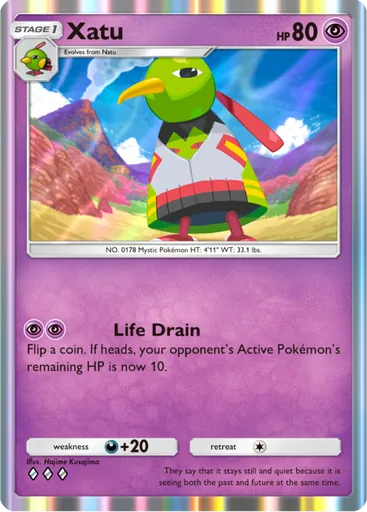 STAGE 1
Xatu
HP 80
Evolves from Natu
NO. 0178 Mystic Pokémon HT: 4'11" WT: 33.1 lbs.
Life Drain
Flip a coin. If heads, your opponent's Active Pokémon's
remaining HP is now 10.
weakness +20
retreat
Illus. Hajime Kusajima
They say that it stays still and quiet because it is
seeing both the past and future at the same time.